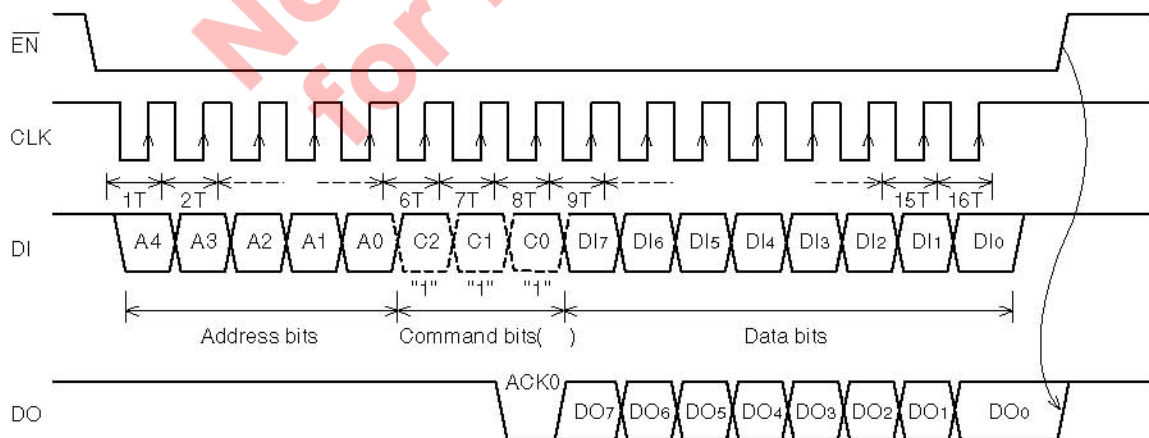 No
for
EN
CLK
1T 2T 6T 7T 8T 9T 15T 16T
DI A4 A3 A2 A1 A0 C2 C1 C0 DI7 DI6 DI5 DI4 DI3 DI2 DI1 DI0
"1" "1" "1"
Address bits Command bits( ) Data bits
ACK0
DO DO7 DO6 DO5 DO4 DO3 DO2 DO1 DO0